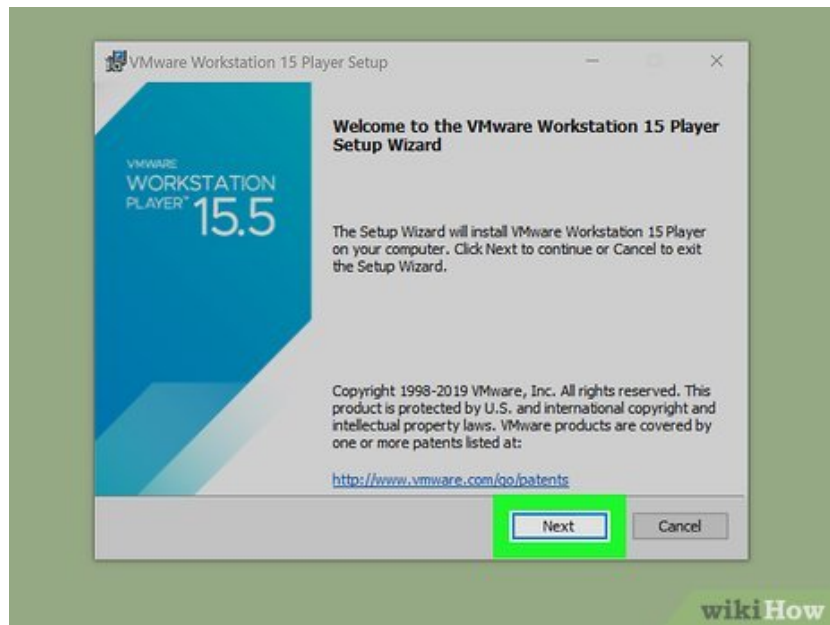 VMware Workstation 15 Player Setup
Welcome to the VMware Workstation 15 Player
Setup Wizard
VMWARE
WORKSTATION
PLAYER™ 15.5
The Setup Wizard will install VMware Workstation 15 Player
on your computer. Click Next to continue or Cancel to exit
the Setup Wizard.
Copyright 1998-2019 VMware, Inc. All rights reserved. This
product is protected by U.S. and international copyright and
intellectual property laws. VMware products are covered by
one or more patents listed at:
http://www.vmware.com/go/patents
Next
Cancel
wikiHow